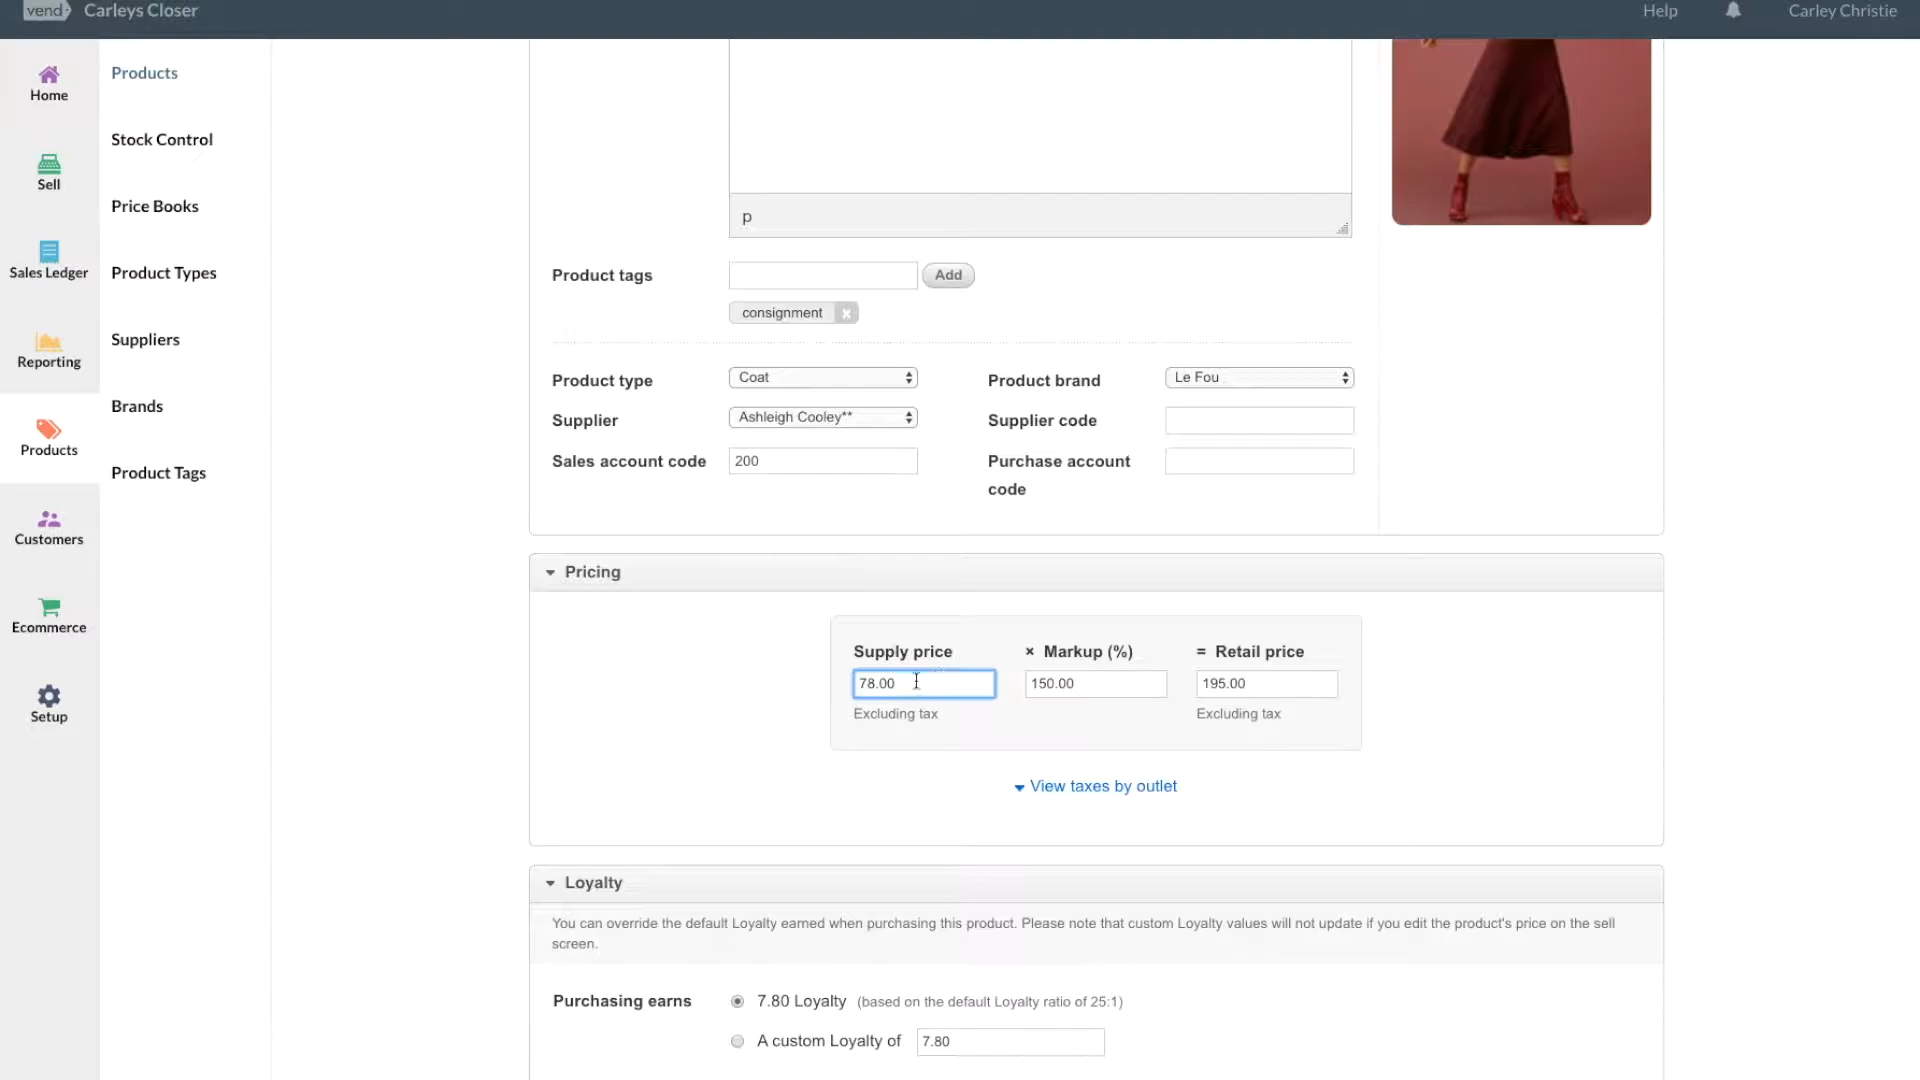 vend Carleys Closer Help Carley Christie
Home
Sell
Sales Ledger
Reporting
Products
Customers
Ecommerce
Setup
Products
Stock Control
Price Books
Product Types
Suppliers
Brands
Product Tags
p
Product tags Add
consignment x
Product type Coat Product brand Le Fou
Supplier Ashleigh Cooley** Supplier code
Sales account code 200 Purchase account
code
Pricing
Supply price × Markup (%) = Retail price
78.00 150.00 195.00
Excluding tax Excluding tax
View taxes by outlet
Loyalty
You can override the default Loyalty earned when purchasing this product. Please note that custom Loyalty values will not update if you edit the product's price on the sell
screen.
Purchasing earns 7.80 Loyalty (based on the default Loyalty ratio of 25:1)
A custom Loyalty of 7.80